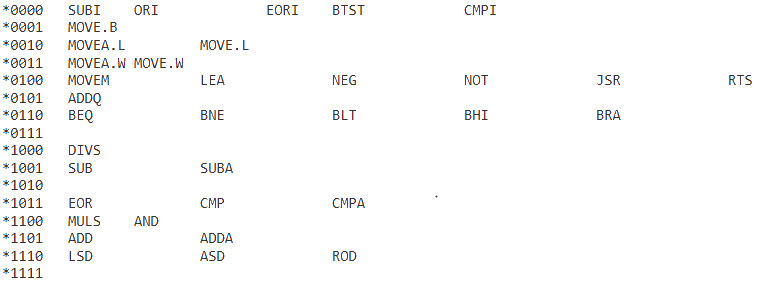 *0000 SUBI ORI EORI BTST CMPI
*0001 MOVE.B
*0010 MOVEA.L MOVE.L
*0011 MOVEA.W MOVE.W
*0100 MOVEM LEA NEG NOT JSR RTS
*0101 ADDQ
*0110 BEQ BNE BLT BHI BRA
*0111
*1000 DIVS
*1001 SUB SUBA
*1010
*1011 EOR CMP CMPA
*1100 MULS AND
*1101 ADD ADDA
*1110 LSD ASD ROD
*1111